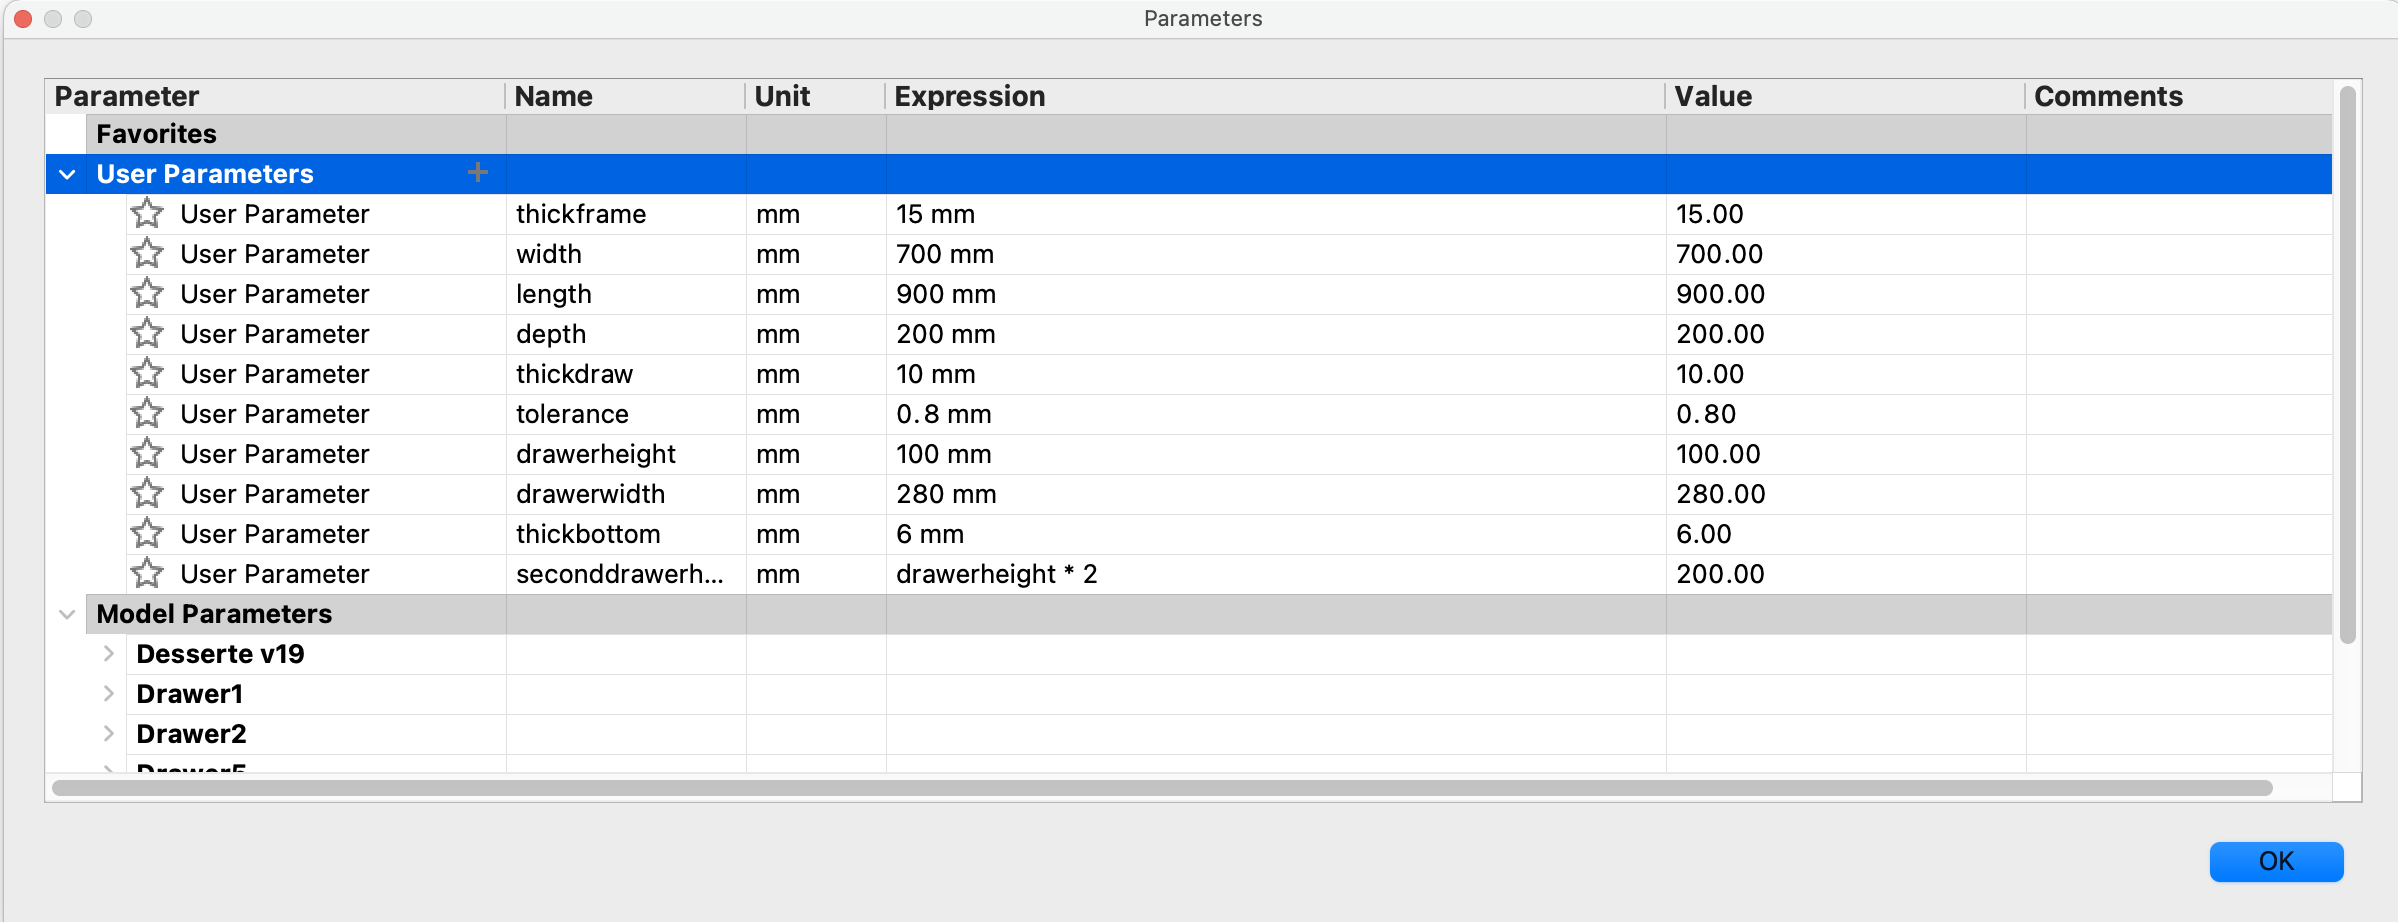 Parameters
Parameter Name Unit Expression Value Comments
Favorites
User Parameters +
User Parameter thickframe mm 15 mm 15.00
User Parameter width mm 700 mm 700.00
User Parameter length mm 900 mm 900.00
User Parameter depth mm 200 mm 200.00
User Parameter thickdraw mm 10 mm 10.00
User Parameter tolerance mm 0.8 mm 0.80
User Parameter drawerheight mm 100 mm 100.00
User Parameter drawerwidth mm 280 mm 280.00
User Parameter thickbottom mm 6 mm 6.00
User Parameter seconddrawerh... mm drawerheight * 2 200.00
Model Parameters
Desserte v19
Drawer1
Drawer2
Drawer5
OK